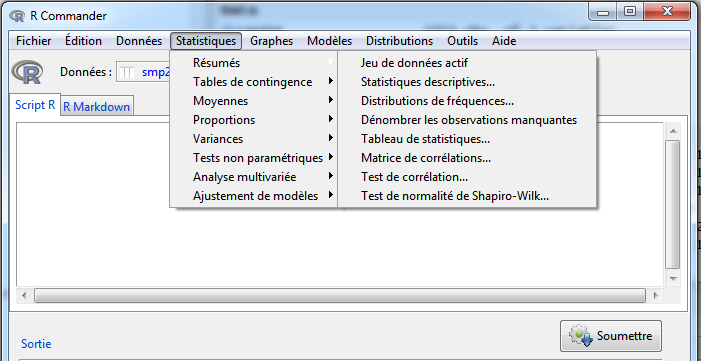 R Commander
Fichier Édition Données Statistiques Graphes Modèles Distributions Outils Aide
Données : smp2
Résumés
Tables de contingence
Moyennes
Proportions
Variances
Tests non paramétriques
Analyse multivariée
Ajustement de modèles
Jeu de données actif
Statistiques descriptives...
Distributions de fréquences...
Dénombrer les observations manquantes
Tableau de statistiques...
Matrice de corrélations...
Test de corrélation...
Test de normalité de Shapiro-Wilk...
Script R R Markdown
Soumettre
Sortie